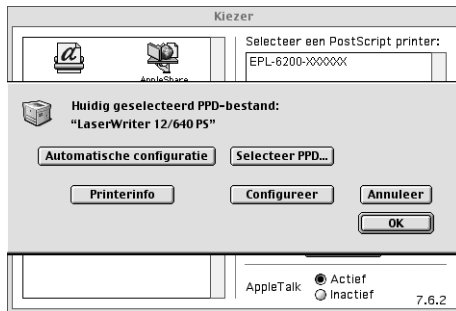 Kiezer
Selecteer een PostScript printer:
EPL-6200-XXXXXX
AppleShare
Huidig geselecteerd PPD-bestand:
"LaserWriter 12/640 PS"
Automatische configuratie
Selecteer PPD...
Printerinfo
Configureer
Annuleer
OK
AppleTalk
Actief
Inactief
7.6.2